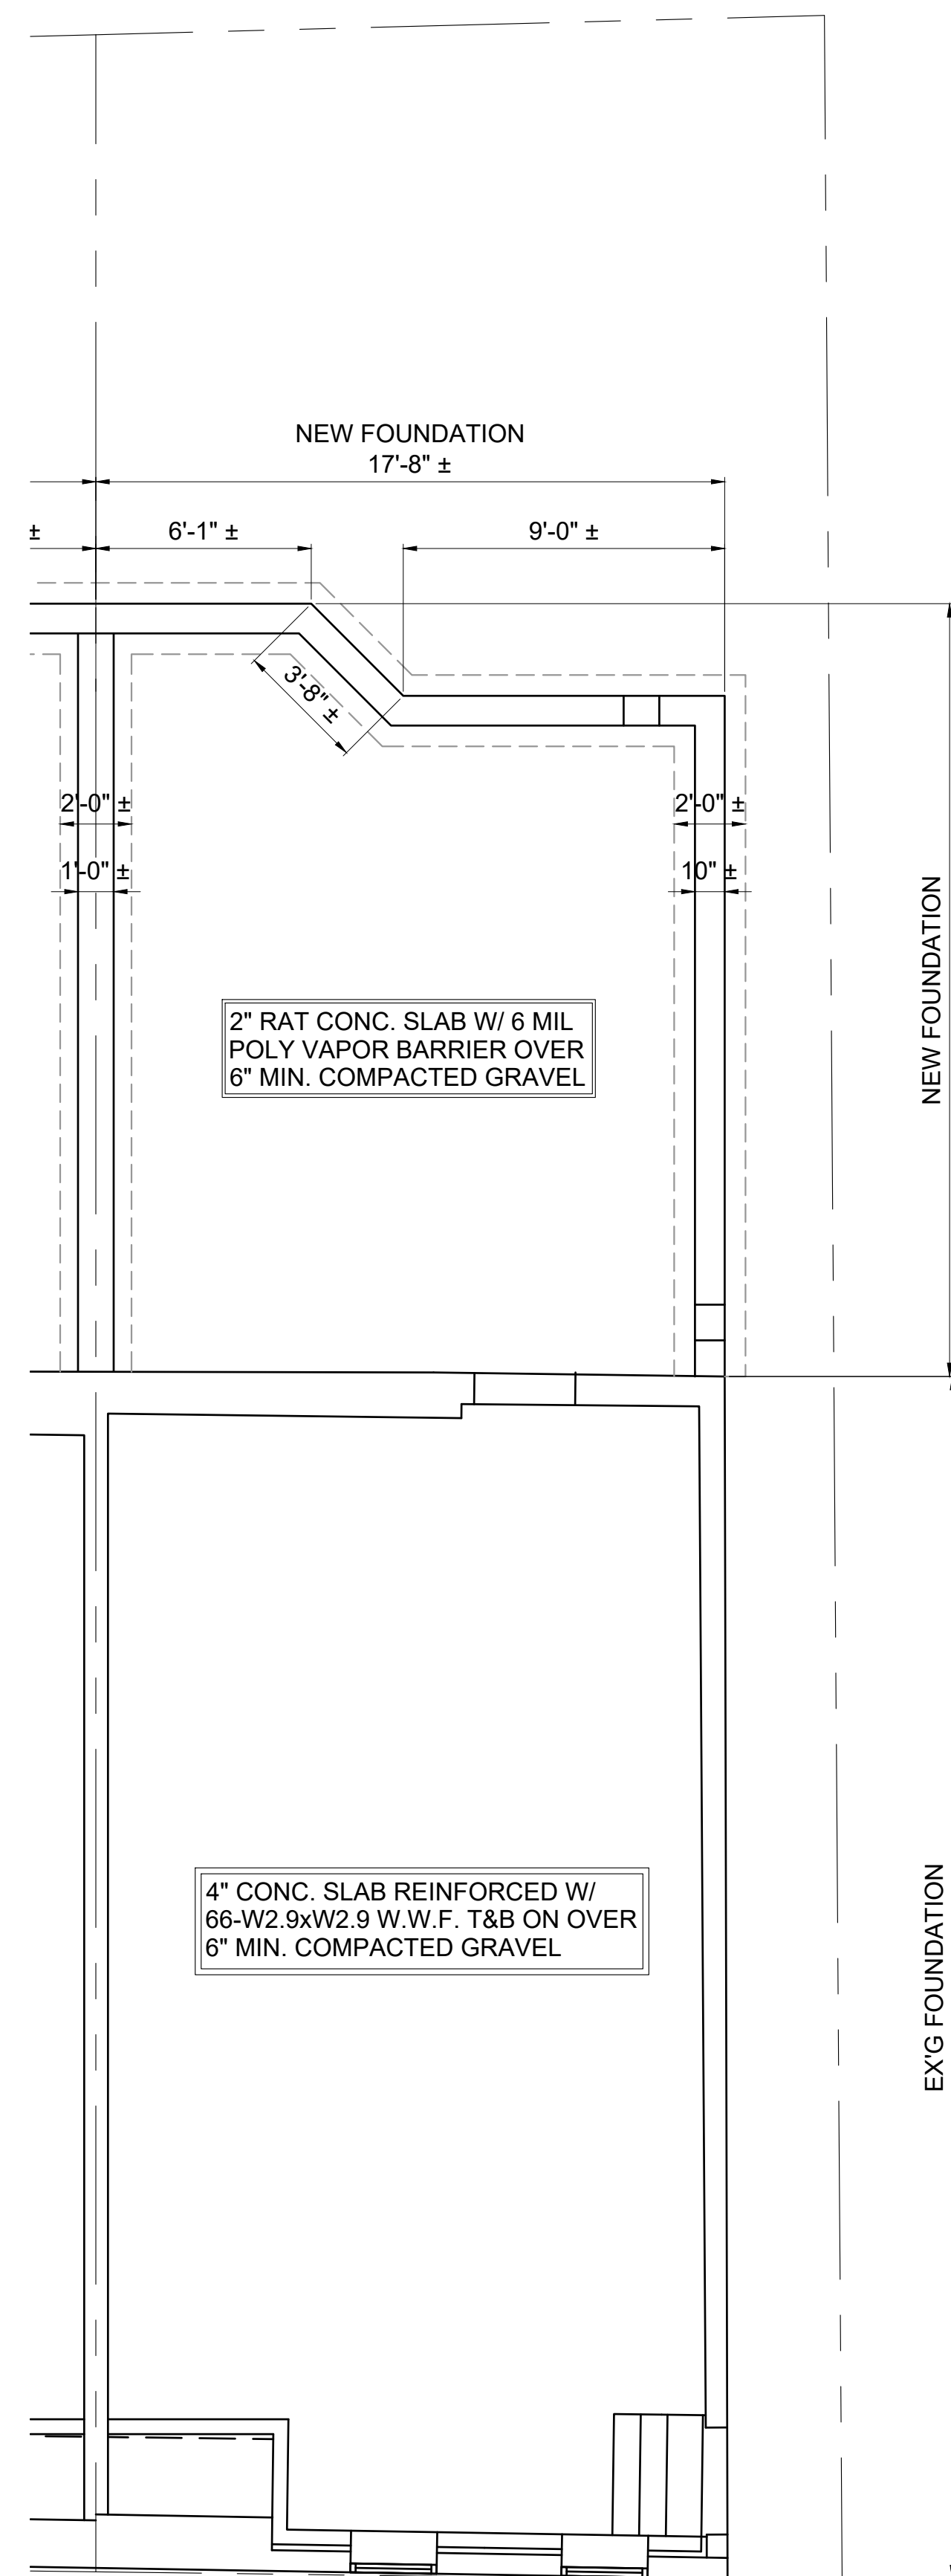 NEW FOUNDATION
17'-8" ±
±
6'-1" ±
9'-0" ±
3'-8" ±
2'-0" ±
2'-0" ±
1'-0" ±
10" ±
NEW FOUNDATION
2" RAT CONC. SLAB W/ 6 MIL
POLY VAPOR BARRIER OVER
6" MIN. COMPACTED GRAVEL
4" CONC. SLAB REINFORCED W/
66-W2.9xW2.9 W.W.F. T&B ON OVER
6" MIN. COMPACTED GRAVEL
EX'G FOUNDATION